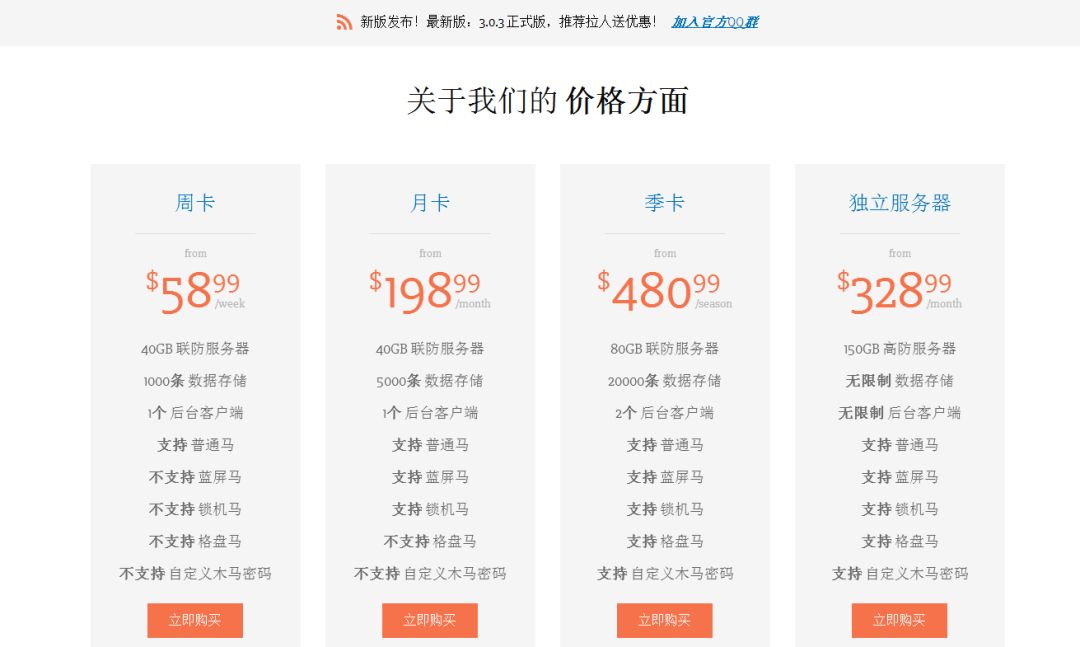 新版发布！最新版：3.0.3 正式版，推荐拉人送优惠！ 加入官方QQ群
关于我们的 价格方面
周卡
from
$58.99/week
40GB 联防服务器
1000条 数据存储
1个 后台客户端
支持 普通马
不支持 蓝屏马
不支持 锁机马
不支持 格盘马
不支持 自定义木马密码
立即购买
月卡
from
$198.99/month
40GB 联防服务器
5000条 数据存储
1个 后台客户端
支持 普通马
支持 蓝屏马
支持 锁机马
不支持 格盘马
不支持 自定义木马密码
立即购买
季卡
from
$480.99/season
80GB 联防服务器
20000条 数据存储
2个 后台客户端
支持 普通马
支持 蓝屏马
支持 锁机马
支持 格盘马
支持 自定义木马密码
立即购买
独立服务器
from
$328.99/month
150GB 高防服务器
无限制 数据存储
无限制 后台客户端
支持 普通马
支持 蓝屏马
支持 锁机马
支持 格盘马
支持 自定义木马密码
立即购买